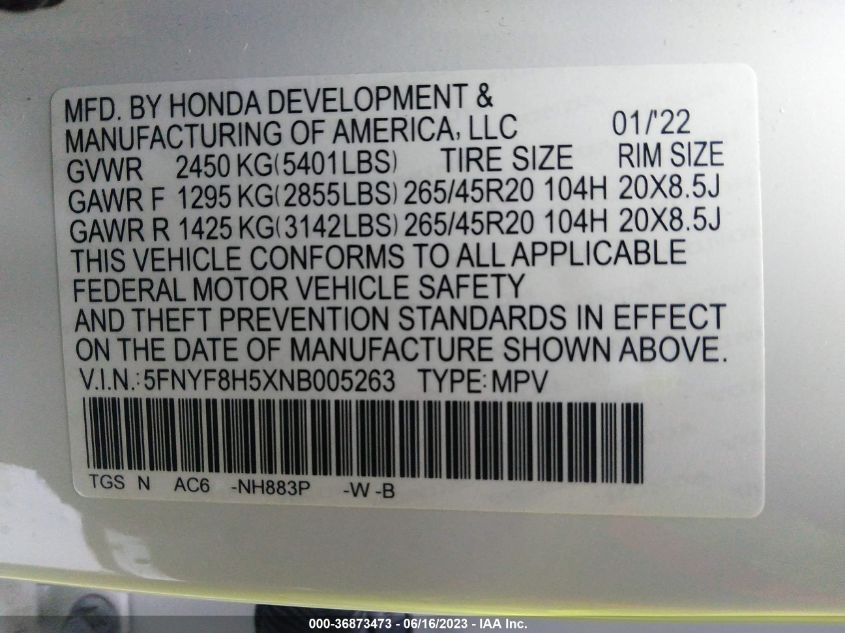 MFD. BY HONDA DEVELOPMENT &
MANUFACTURING OF AMERICA, LLC 01/'22
GVWR 2450 KG(5401LBS) TIRE SIZE RIM SIZE
GAWR F 1295 KG(2855LBS) 265/45R20 104H 20X8.5J
GAWR R 1425 KG(3142LBS) 265/45R20 104H 20X8.5J
THIS VEHICLE CONFORMS TO ALL APPLICABLE
FEDERAL MOTOR VEHICLE SAFETY
AND THEFT PREVENTION STANDARDS IN EFFECT
ON THE DATE OF MANUFACTURE SHOWN ABOVE.
V.I.N.: 5FNYF8H5XNB005263 TYPE: MPV
TGS N AC6 -NH883P -W -B
000-36873473 - 06/16/2023 - IAA Inc.